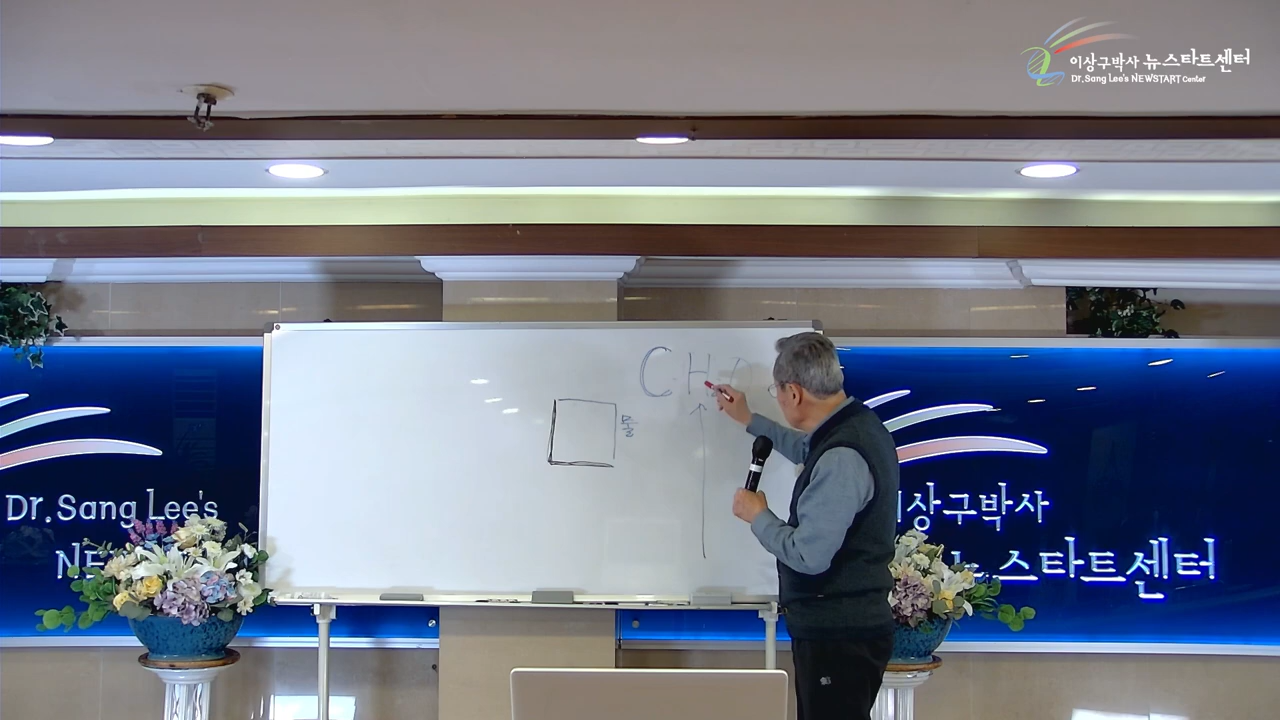 이상구박사 뉴스타트센터
Dr. Sang Lee's NEWSTART Center
C H
물
Dr.Sang Lee's
NE
이상구박사
스타트센터